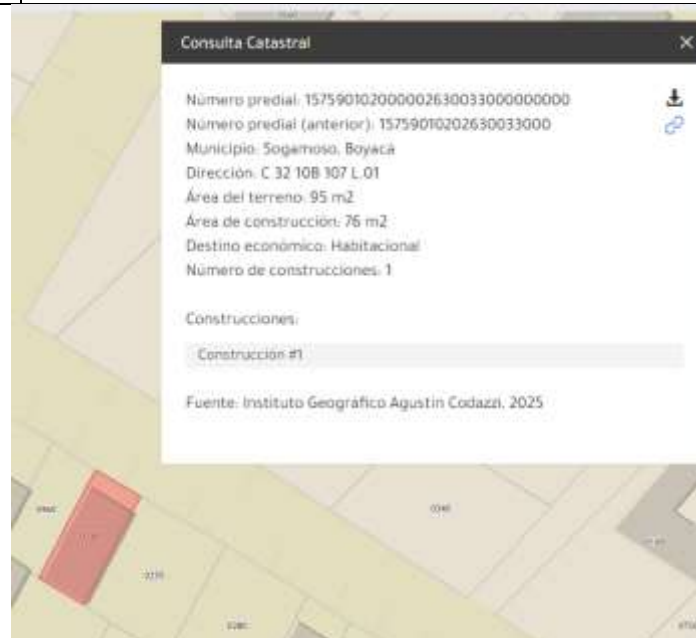 Consulta Catastral
Número predial: 157590102000002630033000000000
Número predial (anterior): 15759010202630033000
Municipio: Sogamoso, Boyacá
Dirección: C 32 10B 107 L 01
Área del terreno: 95 m2
Área de construcción: 76 m2
Destino económico: Habitacional
Número de construcciones: 1
Construcciones:
Construcción #1
Fuente: Instituto Geográfico Agustín Codazzi, 2025